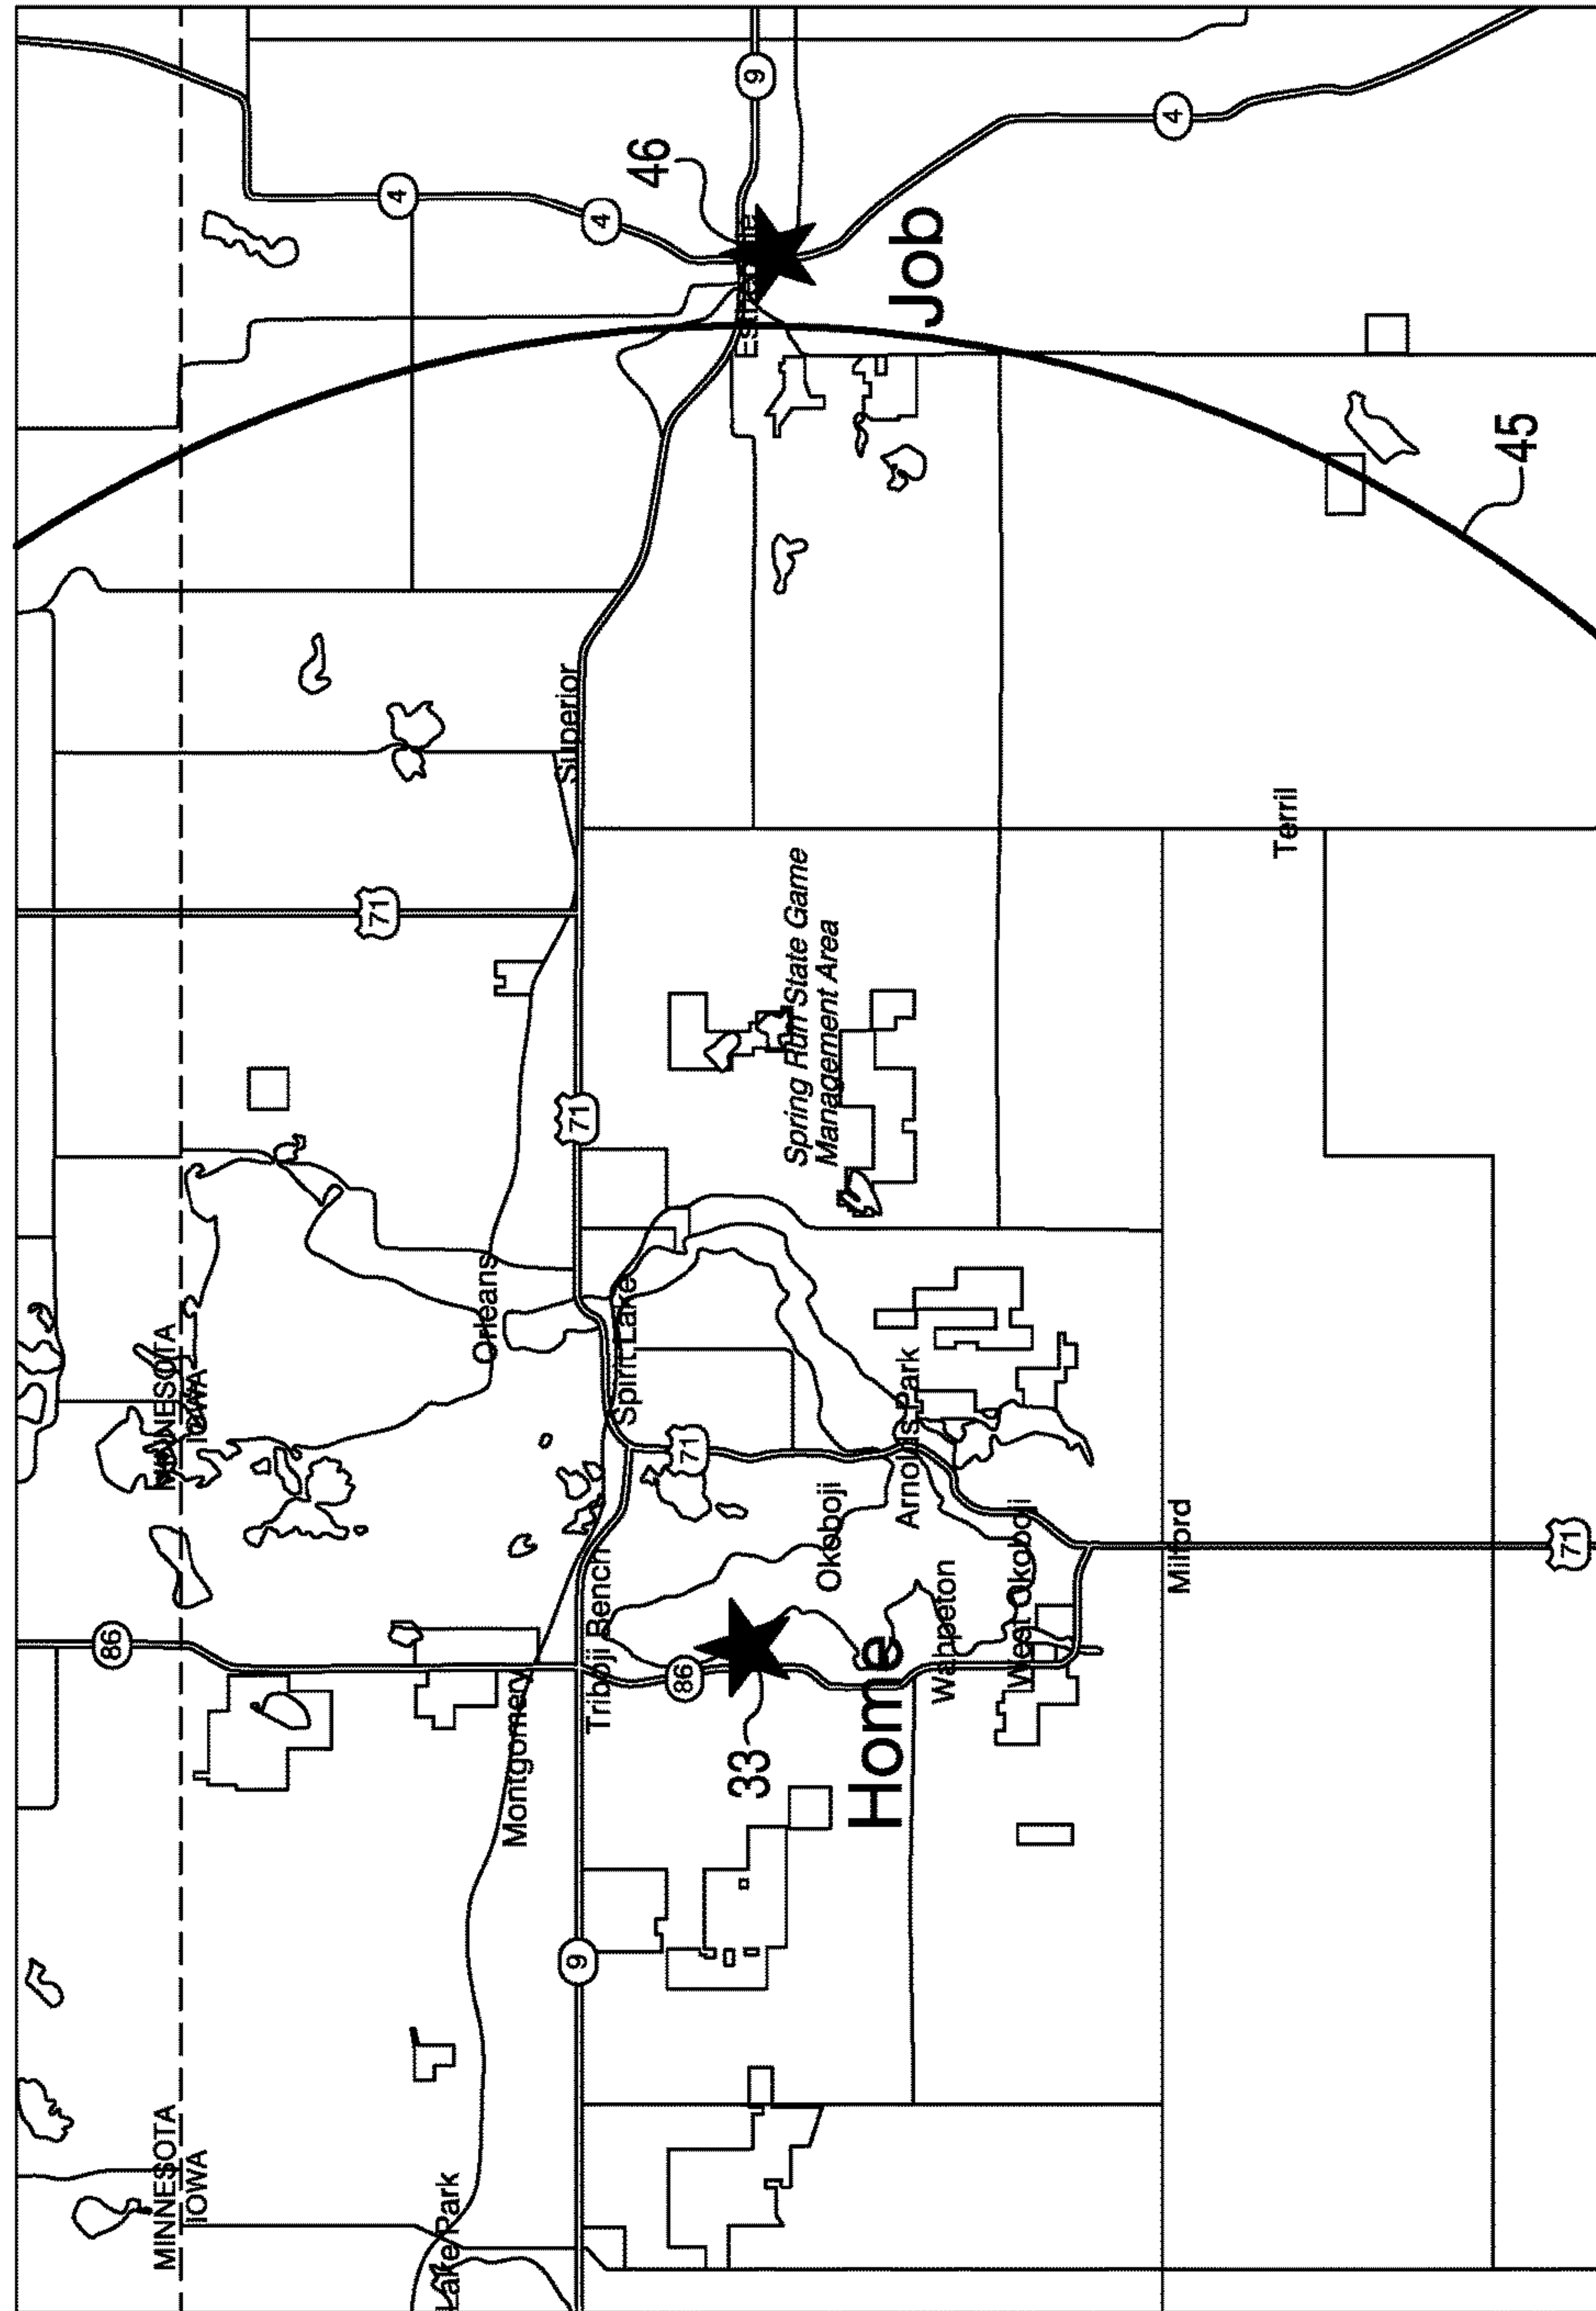 86
MINNESOTA
IOWA
MINNESOTA
IOWA
71
4
Lake Park
Orleans
Montgomery
Superior
9
71
Triboji Bench
4
Spirit Lake
46
86
71
33
9
Spring Run State Game
Management Area
Okoboji
Home
Arnolds Park
Job
Wahpeton
West Okoboji
4
Milford
Terril
45
71